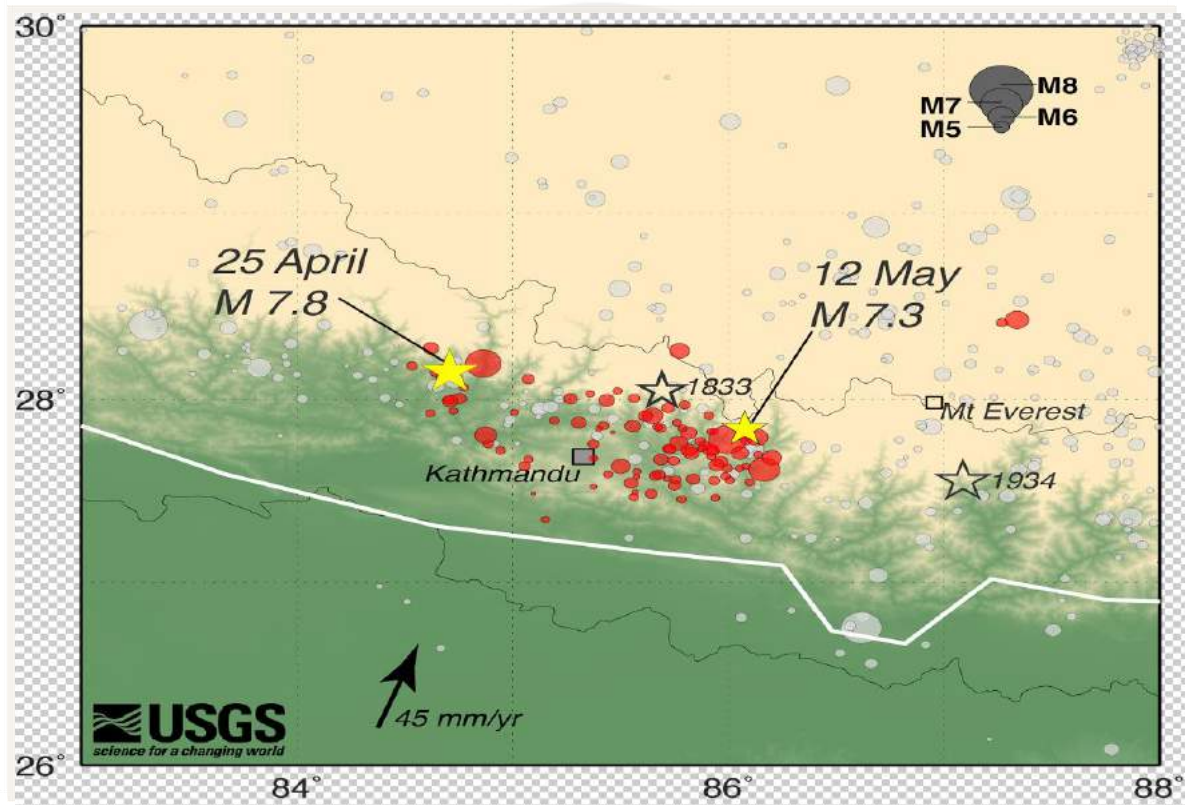 30°
M8
M7
M6
M5
25 April
M 7.8
12 May
M 7.3
28°
1833
Mt Everest
Kathmandu
1934
45 mm/yr
USGS
science for a changing world
26°
84°
86°
88°